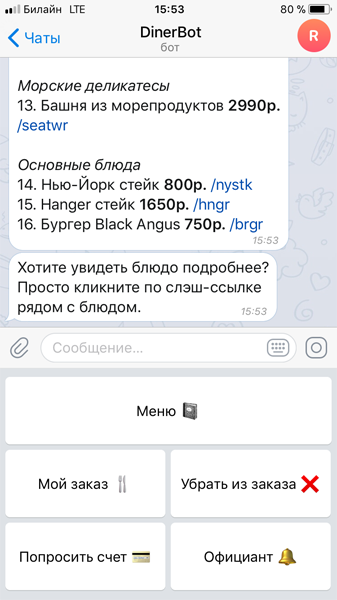 Билайн LTE 15:53 80 %
Чаты
DinerBot
бот
R
Морские деликатесы
13. Башня из морепродуктов 2990р.
/seatwr
Основные блюда
14. Нью-Йорк стейк 800р. /nystk
15. Hanger стейк 1650р. /hngr
16. Бургер Black Angus 750р. /brgr
15:53
Хотите увидеть блюдо подробнее?
Просто кликните по слэш-ссылке
рядом с блюдом.
15:53
Сообщение...
Меню
Мой заказ
Убрать из заказа
Попросить счет
Официант